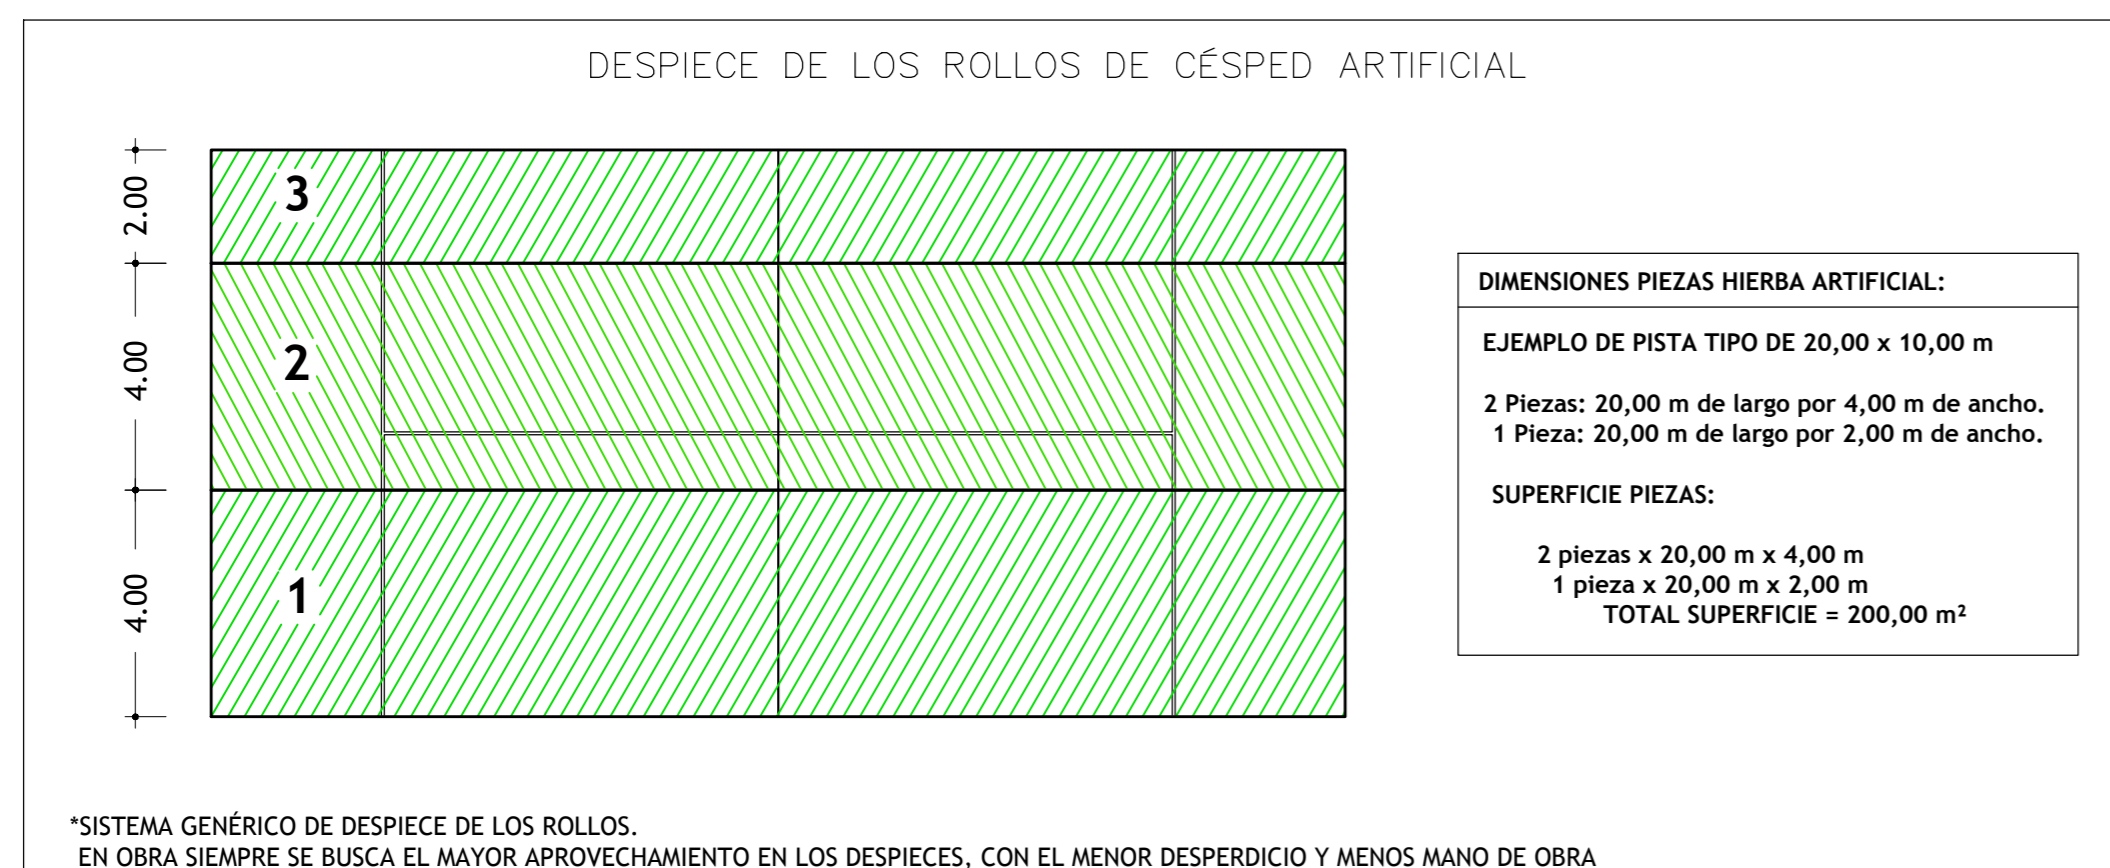 DESPIECE DE LOS ROLLOS DE CÉSPED ARTIFICIAL
2.00
3
4.00
2
4.00
1
DIMENSIONES PIEZAS HIERBA ARTIFICIAL:
EJEMPLO DE PISTA TIPO DE 20,00 x 10,00 m
2 Piezas: 20,00 m de largo por 4,00 m de ancho.
1 Pieza: 20,00 m de largo por 2,00 m de ancho.
SUPERFICIE PIEZAS:
2 piezas x 20,00 m x 4,00 m
1 pieza x 20,00 m x 2,00 m
TOTAL SUPERFICIE = 200,00 m²
*SISTEMA GENÉRICO DE DESPIECE DE LOS ROLLOS.
EN OBRA SIEMPRE SE BUSCA EL MAYOR APROVECHAMIENTO EN LOS DESPIECES, CON EL MENOR DESPERDICIO Y MENOS MANO DE OBRA